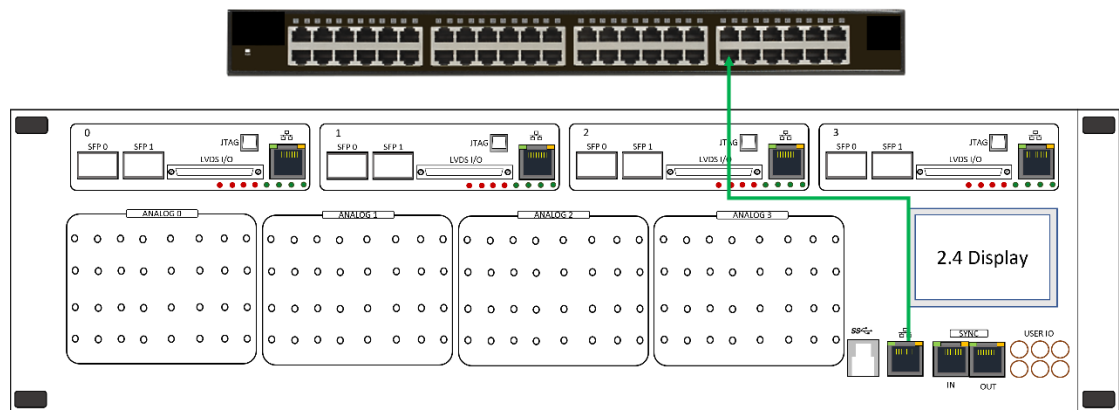 0
SFP 0
SFP 1
JTAG
LVDS I/O
1
SFP 0
SFP 1
JTAG
LVDS I/O
2
SFP 0
SFP 1
JTAG
LVDS I/O
3
SFP 0
SFP 1
JTAG
LVDS I/O
ANALOG 0
ANALOG 1
ANALOG 2
ANALOG 3
2.4 Display
SS
SYNC
USER IO
IN
OUT